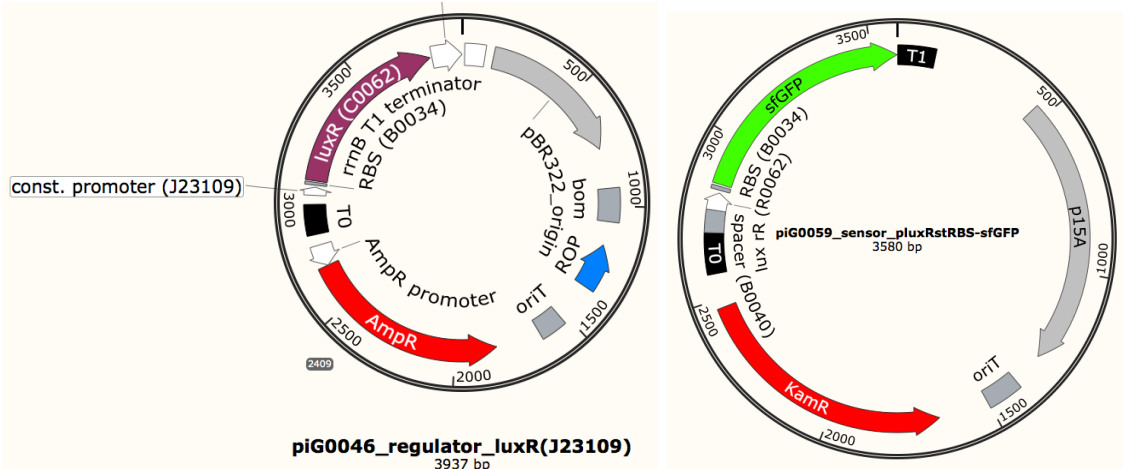 500
1000
1500
2000
2500
3000
3500
luxR (C0062)
rrnB T1 terminator
RBS (B0034)
const. promoter (J23109)
T0
AmpR promoter
AmpR
2409
pBR322_origin
bom
ROP
oriT
piG0046_regulator_luxR(J23109)
3937 bp
500
1000
1500
2000
2500
3000
3500
T1
sfGFP
RBS (B0034)
lux rR (R0062)
spacer (B0040)
T0
p15A
KamR
oriT
piG0059_sensor_pluxRstRBS-sfGFP
3580 bp